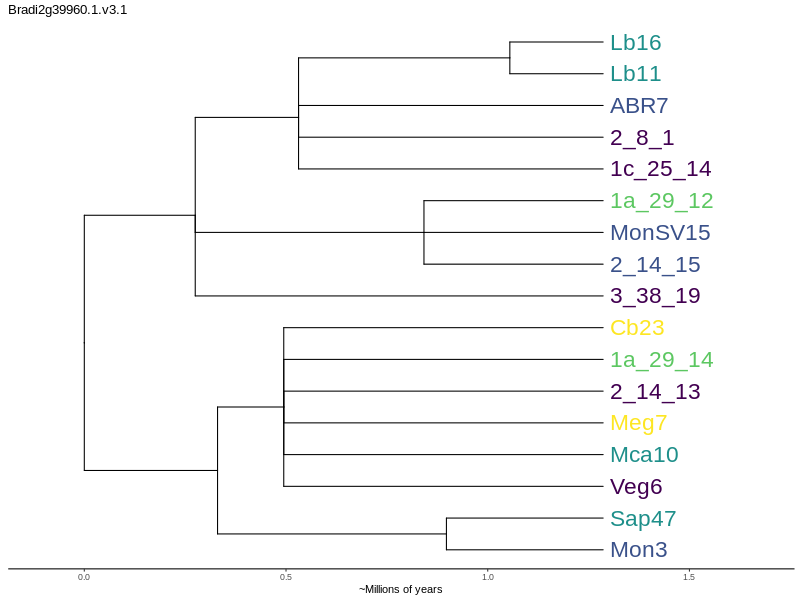 Bradi2g39960.1.v3.1
Lb16
Lb11
ABR7
2_8_1
1c_25_14
1a_29_12
MonSV15
2_14_15
3_38_19
Cb23
1a_29_14
2_14_13
Meg7
Mca10
Veg6
Sap47
Mon3
0.0 0.5 1.0 1.5
~Millions of years